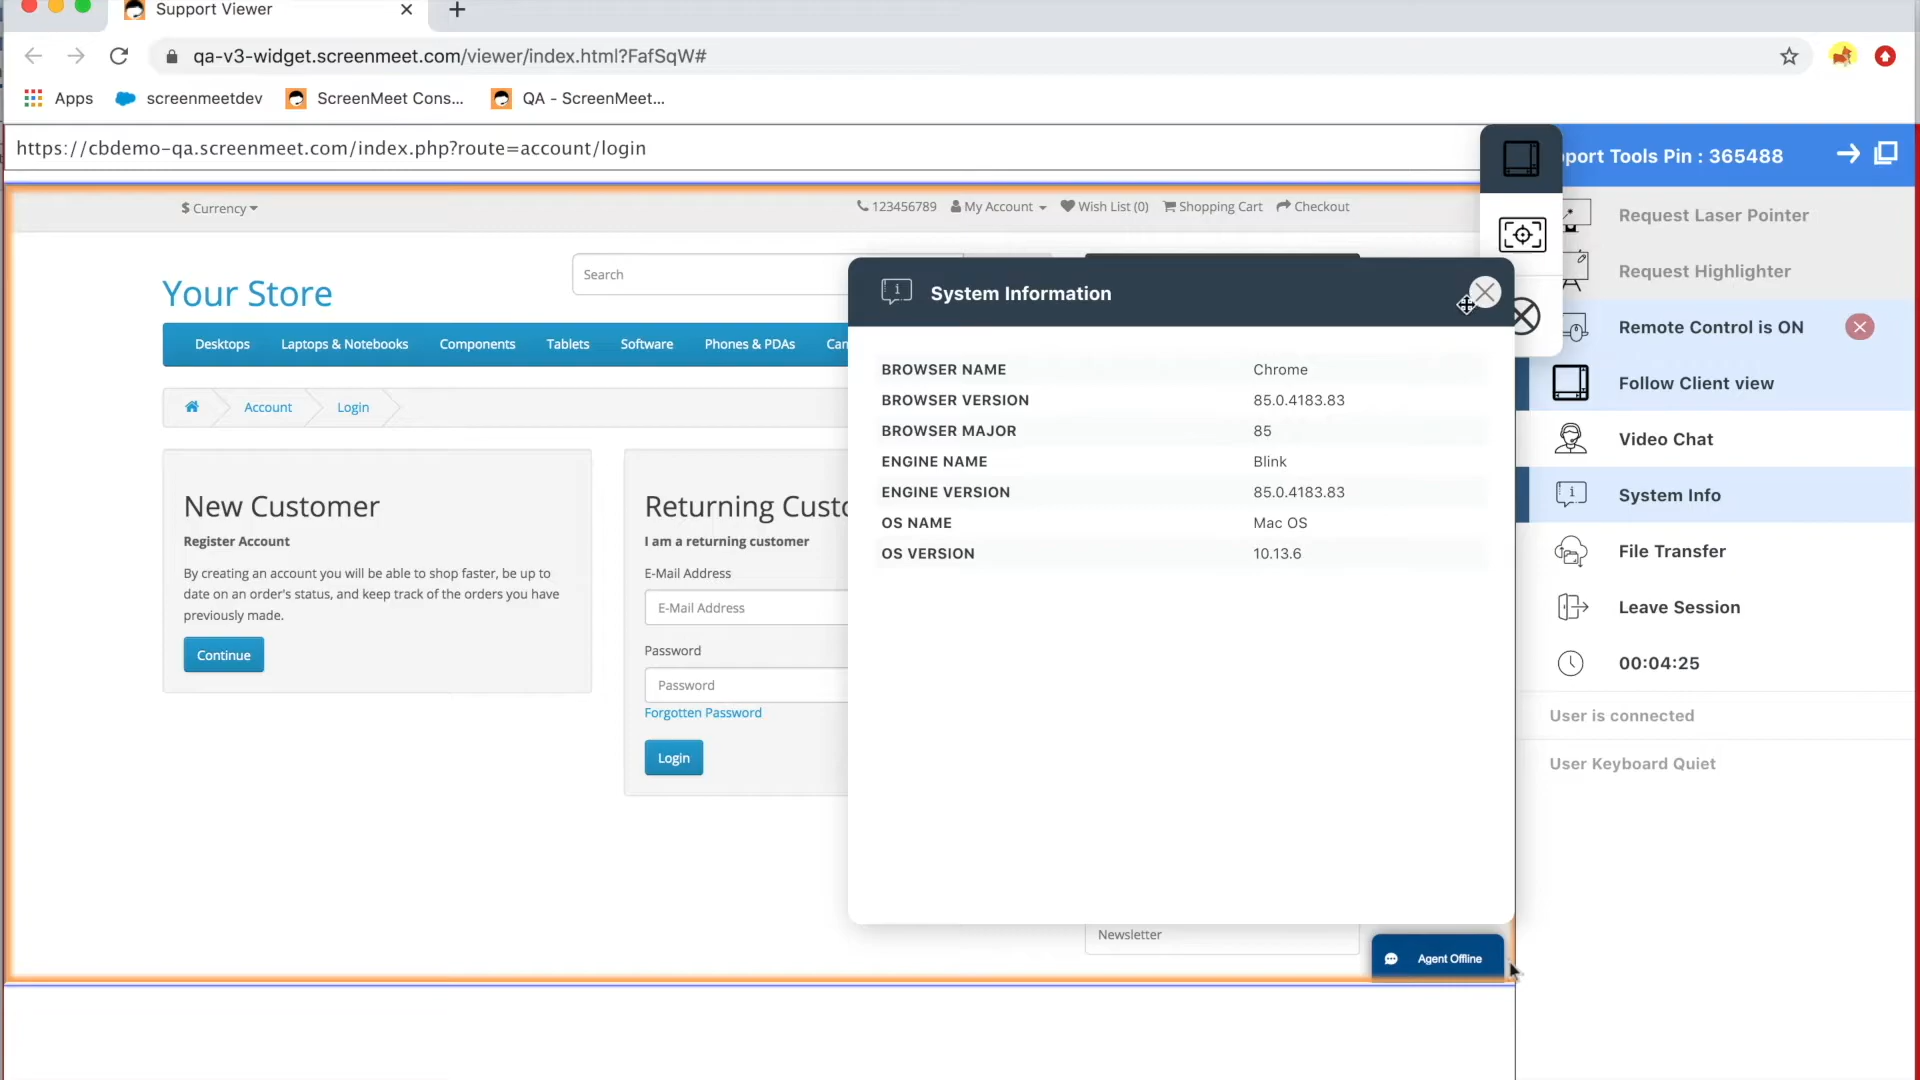 Support Viewer
qa-v3-widget.screenmeet.com/viewer/index.html?FafSqW#
Apps
screenmeetdev
ScreenMeet Cons...
QA - ScreenMeet...
https://cbdemo-qa.screenmeet.com/index.php?route=account/login
port Tools Pin : 365488
$ Currency
123456789
My Account
Wish List (0)
Shopping Cart
Checkout
Your Store
Search
Desktops
Laptops & Notebooks
Components
Tablets
Software
Phones & PDAs
Cam
Account
Login
New Customer
Register Account
By creating an account you will be able to shop faster, be up to
date on an order's status, and keep track of the orders you have
previously made.
Continue
Returning Custo
I am a returning customer
E-Mail Address
E-Mail Address
Password
Password
Forgotten Password
Login
System Information
BROWSER NAME Chrome
BROWSER VERSION 85.0.4183.83
BROWSER MAJOR 85
ENGINE NAME Blink
ENGINE VERSION 85.0.4183.83
OS NAME Mac OS
OS VERSION 10.13.6
Newsletter
Agent Offline
Request Laser Pointer
Request Highlighter
Remote Control is ON
Follow Client view
Video Chat
System Info
File Transfer
Leave Session
00:04:25
User is connected
User Keyboard Quiet